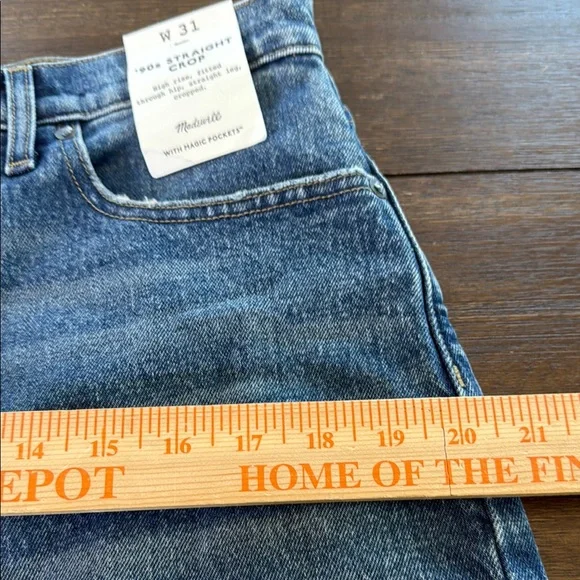 W 31
'90s STRAIGHT
CROP
High rise, fitted
through hip, straight leg,
cropped.
Madewell
WITH MAGIC POCKETS™
14 15 16 17 18 19 20 21
EPOT HOME OF THE FIN